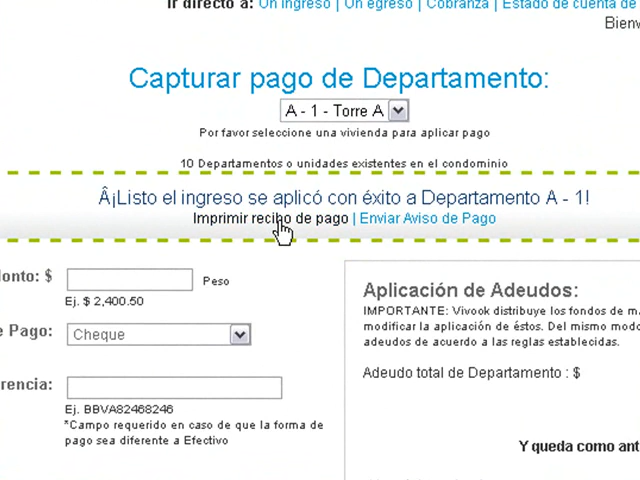 Ir directo a: On ingreso | On egreso | Cobranza | Estado de cuenta de
Bienv
Capturar pago de Departamento:
A - 1 - Torre A
Por favor seleccione una vivienda para aplicar pago
10 Departamentos o unidades existentes en el condominio
Â¡Listo el ingreso se aplicó con éxito a Departamento A - 1!
Imprimir recibo de pago | Enviar Aviso de Pago
Monto: $ Peso
Ej. $ 2,400.50
e Pago: Cheque
rencia:
Ej. BBVA82468246
*Campo requerido en caso de que la forma de
pago sea diferente a Efectivo
Aplicación de Adeudos:
IMPORTANTE: Vivook distribuye los fondos de ma
modificar la aplicación de éstos. Del mismo modo
adeudos de acuerdo a las reglas establecidas.
Adeudo total de Departamento : $
Y queda como ant